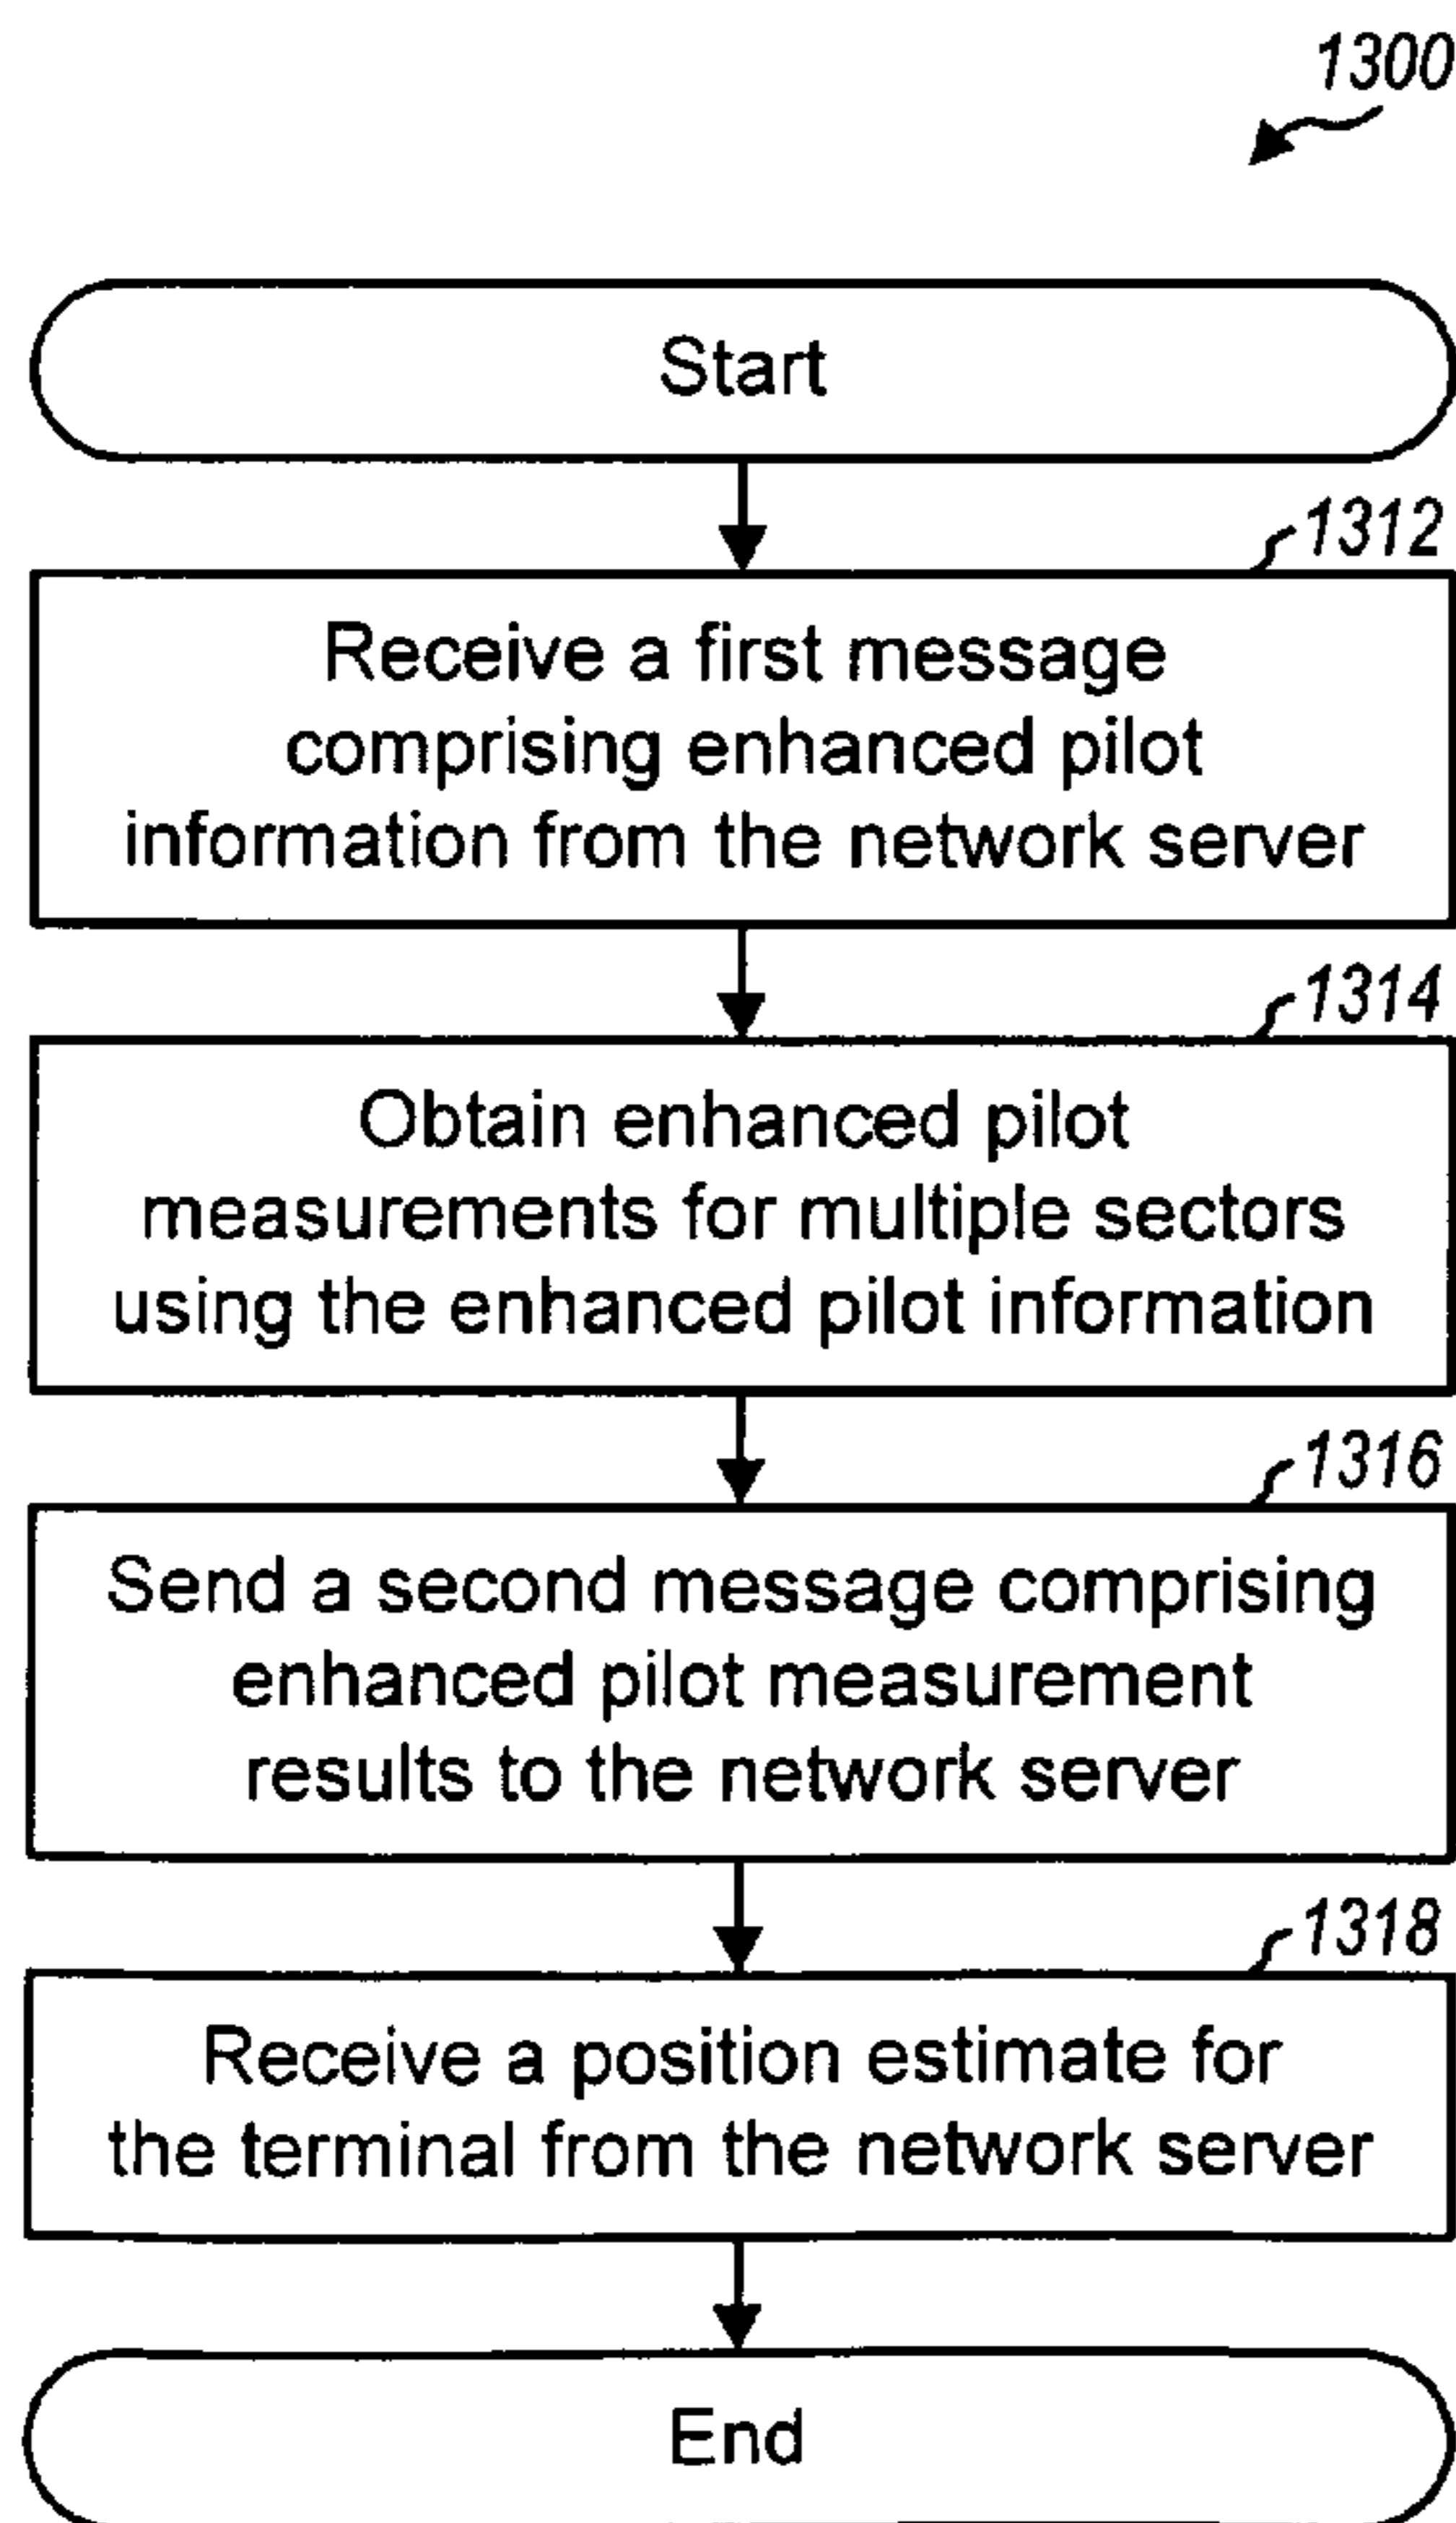 1300
Start
1312
Receive a first message
comprising enhanced pilot
information from the network server
1314
Obtain enhanced pilot
measurements for multiple sectors
using the enhanced pilot information
1316
Send a second message comprising
enhanced pilot measurement
results to the network server
1318
Receive a position estimate for
the terminal from the network server
End